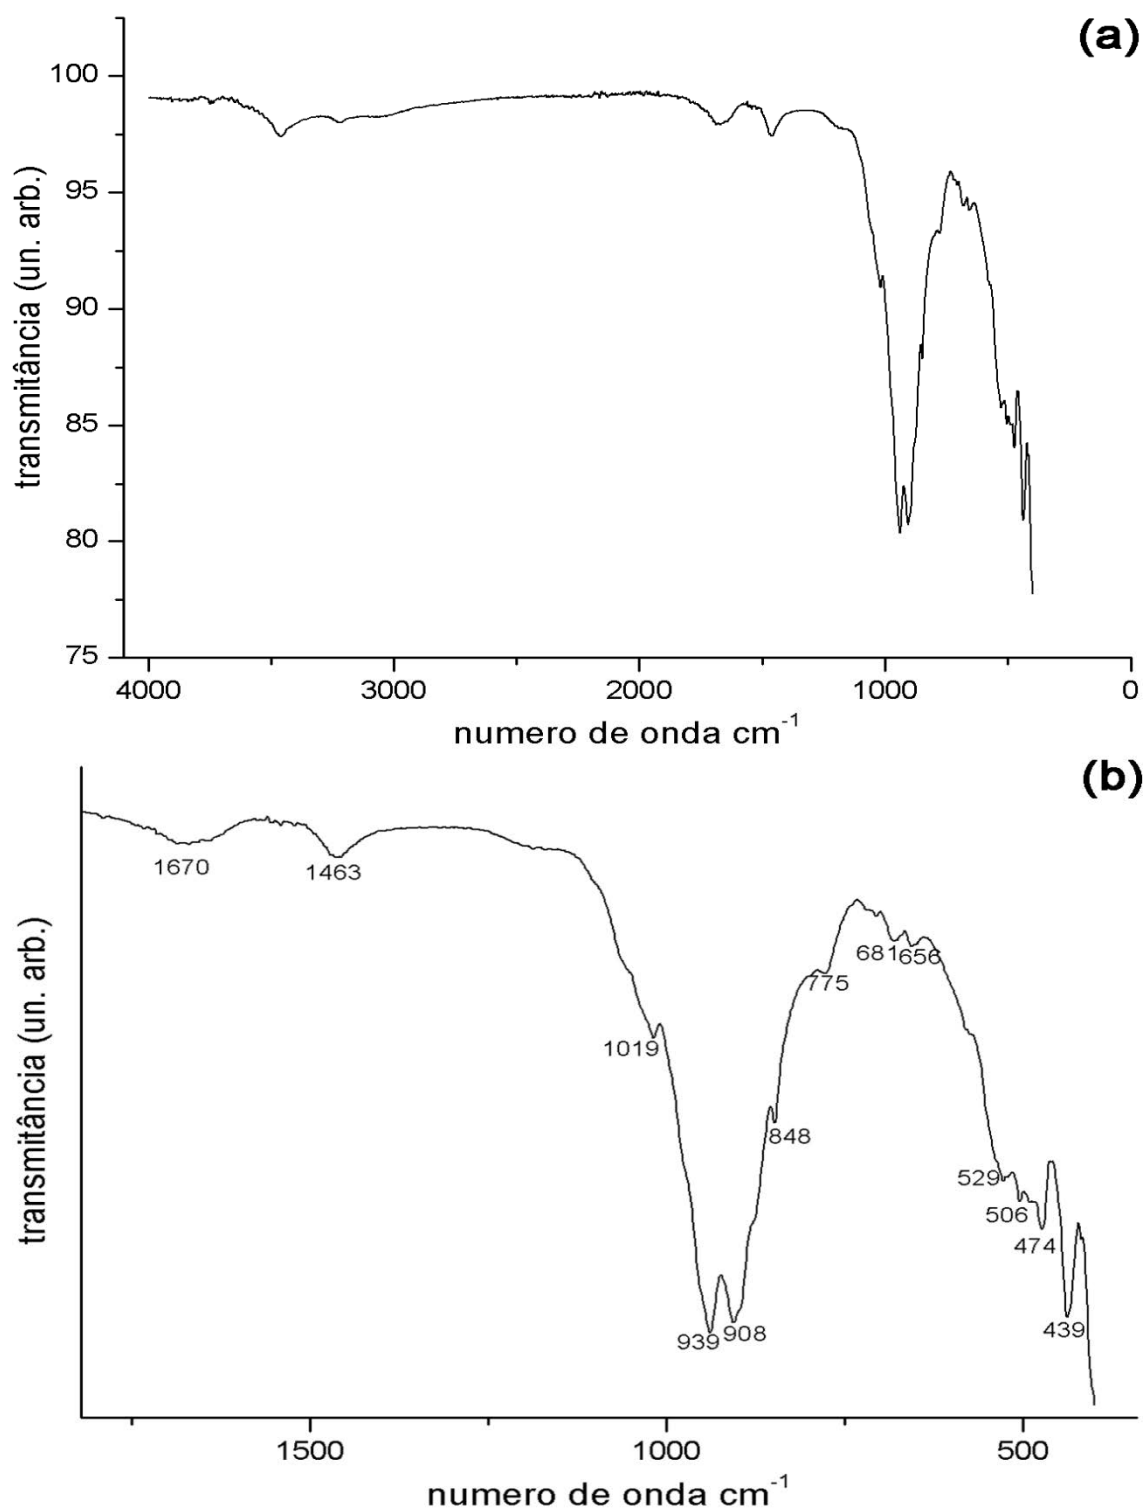 (a)
100
95
90
85
80
75
transmitância (un. arb.)
4000 3000 2000 1000 0
numero de onda cm⁻¹
(b)
transmitância (un. arb.)
1670
1463
1019
939
908
848
775
681
656
529
506
474
439
1500 1000 500
numero de onda cm⁻¹